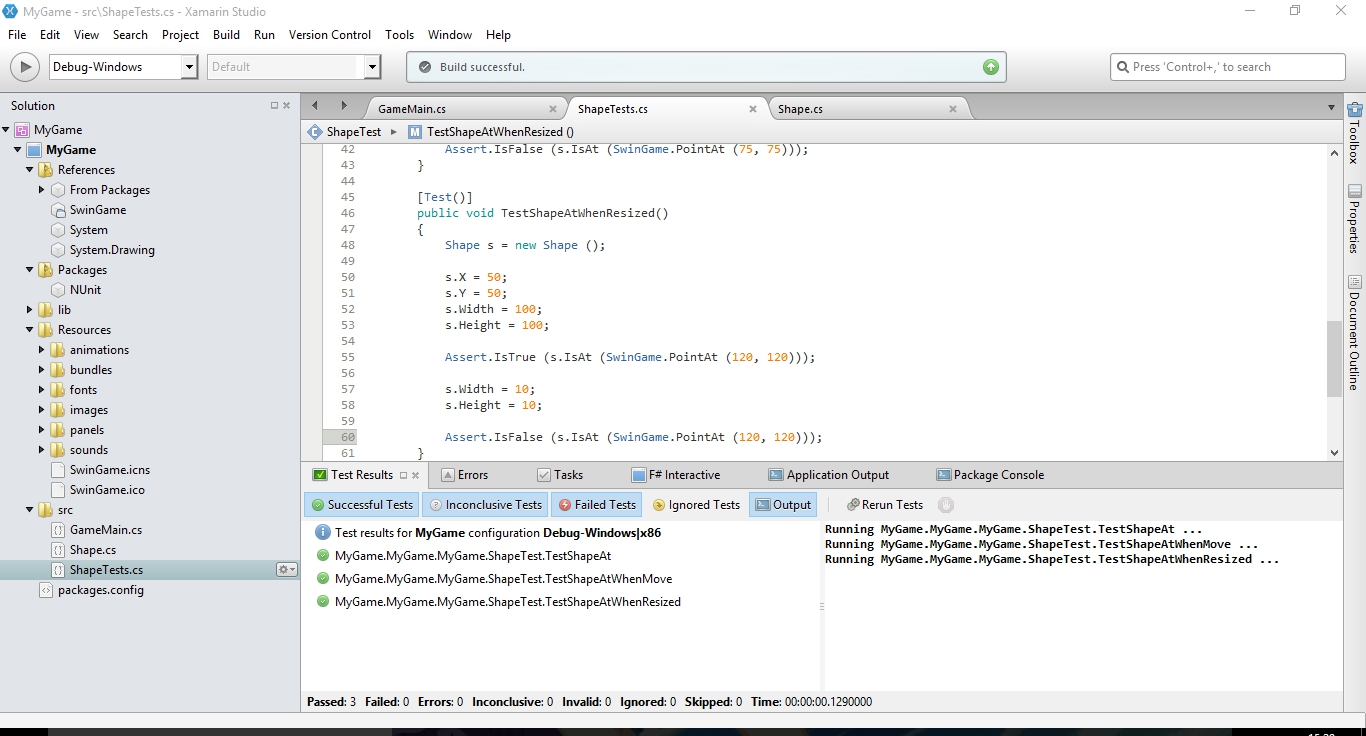 MyGame - src\ShapeTests.cs - Xamarin Studio
File Edit View Search Project Build Run Version Control Tools Window Help
Debug-Windows
Default
Build successful.
Press 'Control+,' to search
Solution
MyGame
MyGame
References
From Packages
SwinGame
System
System.Drawing
Packages
NUnit
lib
Resources
animations
bundles
fonts
images
panels
sounds
SwinGame.icns
SwinGame.ico
src
GameMain.cs
Shape.cs
ShapeTests.cs
packages.config
GameMain.cs
ShapeTests.cs
Shape.cs
ShapeTest
M TestShapeAtWhenResized ()
42 Assert.IsFalse (s.IsAt (SwinGame.PointAt (75, 75)));
43 }
44
45 [Test()]
46 public void TestShapeAtWhenResized()
47 {
48 Shape s = new Shape ();
49
50 s.X = 50;
51 s.Y = 50;
52 s.Width = 100;
53 s.Height = 100;
54
55 Assert.IsTrue (s.IsAt (SwinGame.PointAt (120, 120)));
56
57 s.Width = 10;
58 s.Height = 10;
59
60 Assert.IsFalse (s.IsAt (SwinGame.PointAt (120, 120)));
61 }
Toolbox
Properties
Document Outline
Test Results
Errors
Tasks
F# Interactive
Application Output
Package Console
Successful Tests
Inconclusive Tests
Failed Tests
Ignored Tests
Output
Rerun Tests
Test results for MyGame configuration Debug-Windows|x86
MyGame.MyGame.MyGame.ShapeTest.TestShapeAt
MyGame.MyGame.MyGame.ShapeTest.TestShapeAtWhenMove
MyGame.MyGame.MyGame.ShapeTest.TestShapeAtWhenResized
Running MyGame.MyGame.MyGame.ShapeTest.TestShapeAt ...
Running MyGame.MyGame.MyGame.ShapeTest.TestShapeAtWhenMove ...
Running MyGame.MyGame.MyGame.ShapeTest.TestShapeAtWhenResized ...
Passed: 3 Failed: 0 Errors: 0 Inconclusive: 0 Invalid: 0 Ignored: 0 Skipped: 0 Time: 00:00:00.1290000